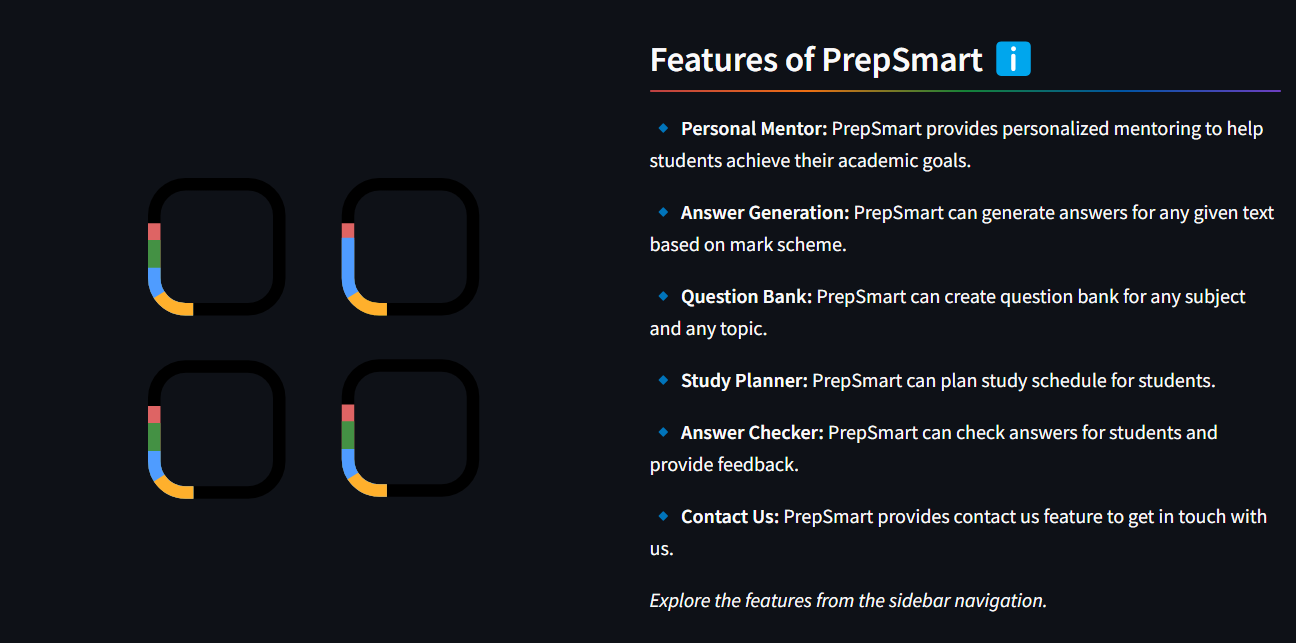 Features of PrepSmart ℹ️
🔹 Personal Mentor: PrepSmart provides personalized mentoring to help
students achieve their academic goals.
🔹 Answer Generation: PrepSmart can generate answers for any given text
based on mark scheme.
🔹 Question Bank: PrepSmart can create question bank for any subject
and any topic.
🔹 Study Planner: PrepSmart can plan study schedule for students.
🔹 Answer Checker: PrepSmart can check answers for students and
provide feedback.
🔹 Contact Us: PrepSmart provides contact us feature to get in touch with
us.
Explore the features from the sidebar navigation.